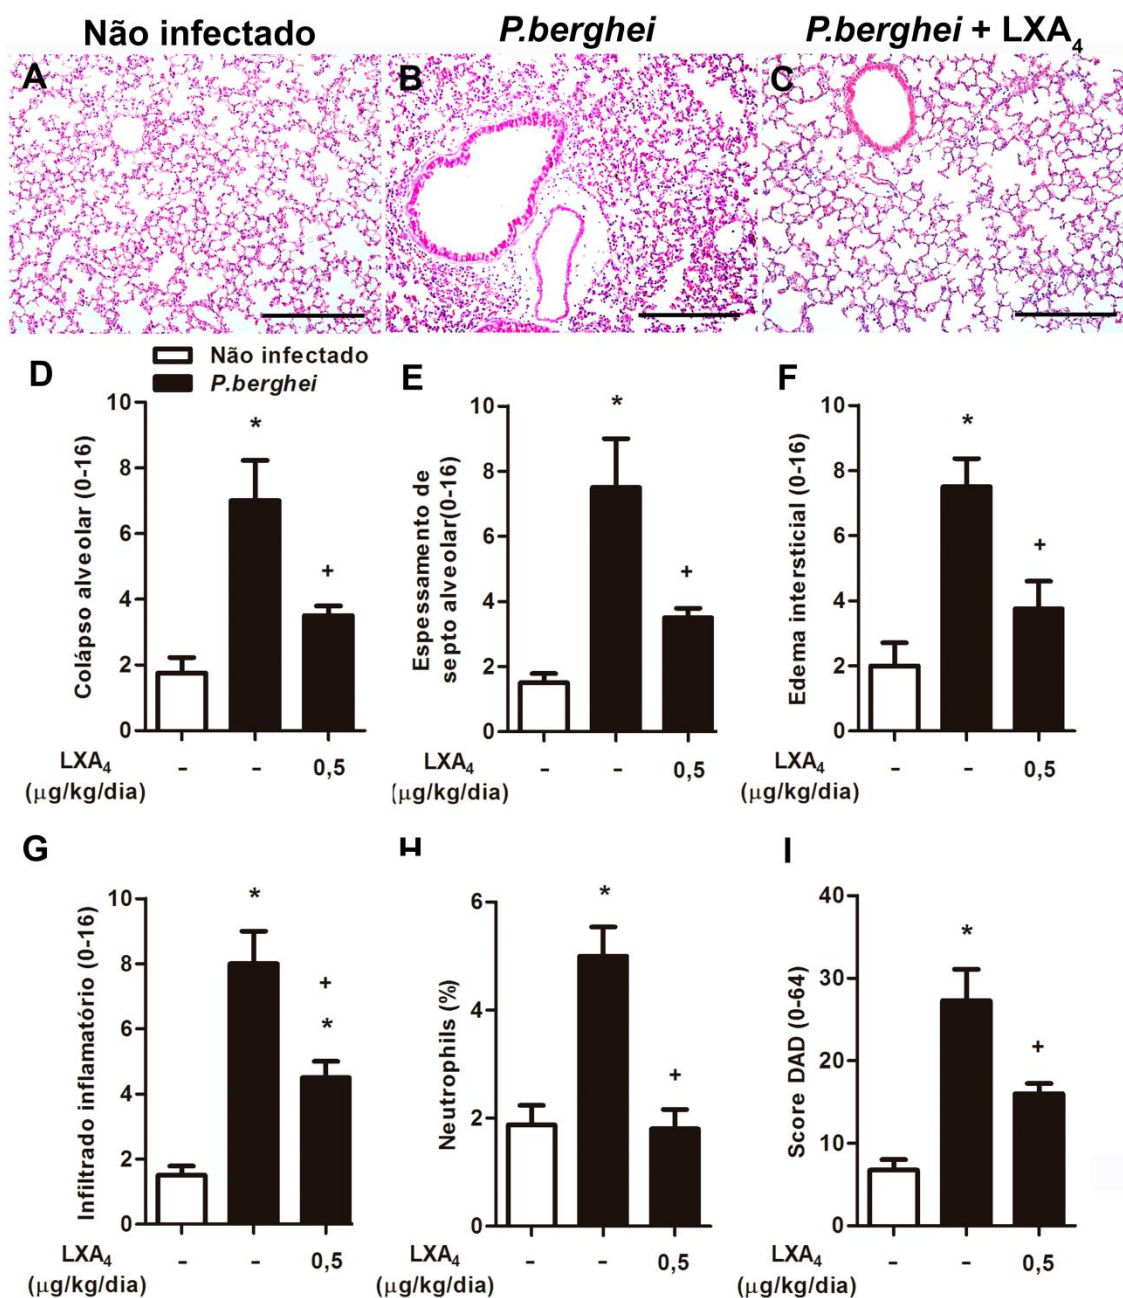 Não infectado
P.berghei
P.berghei + LXA₄
A
B
C
Não infectado
P.berghei
D
10
8
6
4
2
0
Colápso alveolar (0-16)
*
+
LXA₄
(µg/kg/dia)
-
-
0,5
E
10
8
6
4
2
0
Espessamento de
septo alveolar(0-16)
*
+
LXA₄
(µg/kg/dia)
-
-
0,5
F
10
8
6
4
2
0
Edema intersticial (0-16)
*
+
LXA₄
(µg/kg/dia)
-
-
0,5
G
10
8
6
4
2
0
Infiltrado inflamatório (0-16)
*
+
*
LXA₄
(µg/kg/dia)
-
-
0,5
H
6
4
2
0
Neutrophils (%)
*
+
LXA₄
(µg/kg/dia)
-
-
0,5
I
40
30
20
10
0
Score DAD (0-64)
*
+
LXA₄
(µg/kg/dia)
-
-
0,5